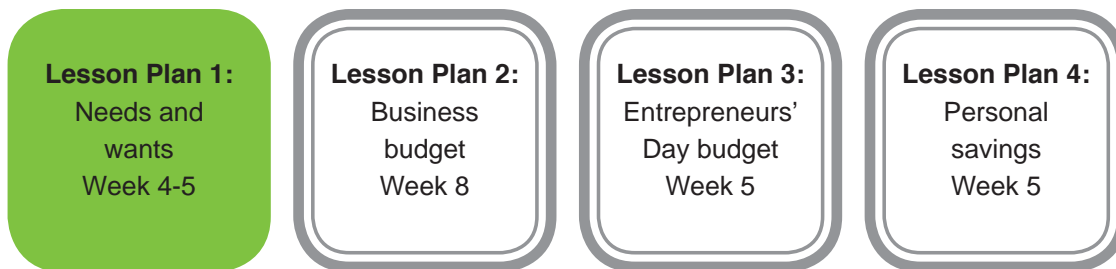 Lesson Plan 1:
Needs and
wants
Week 4-5
Lesson Plan 2:
Business
budget
Week 8
Lesson Plan 3:
Entrepreneurs’
Day budget
Week 5
Lesson Plan 4:
Personal
savings
Week 5